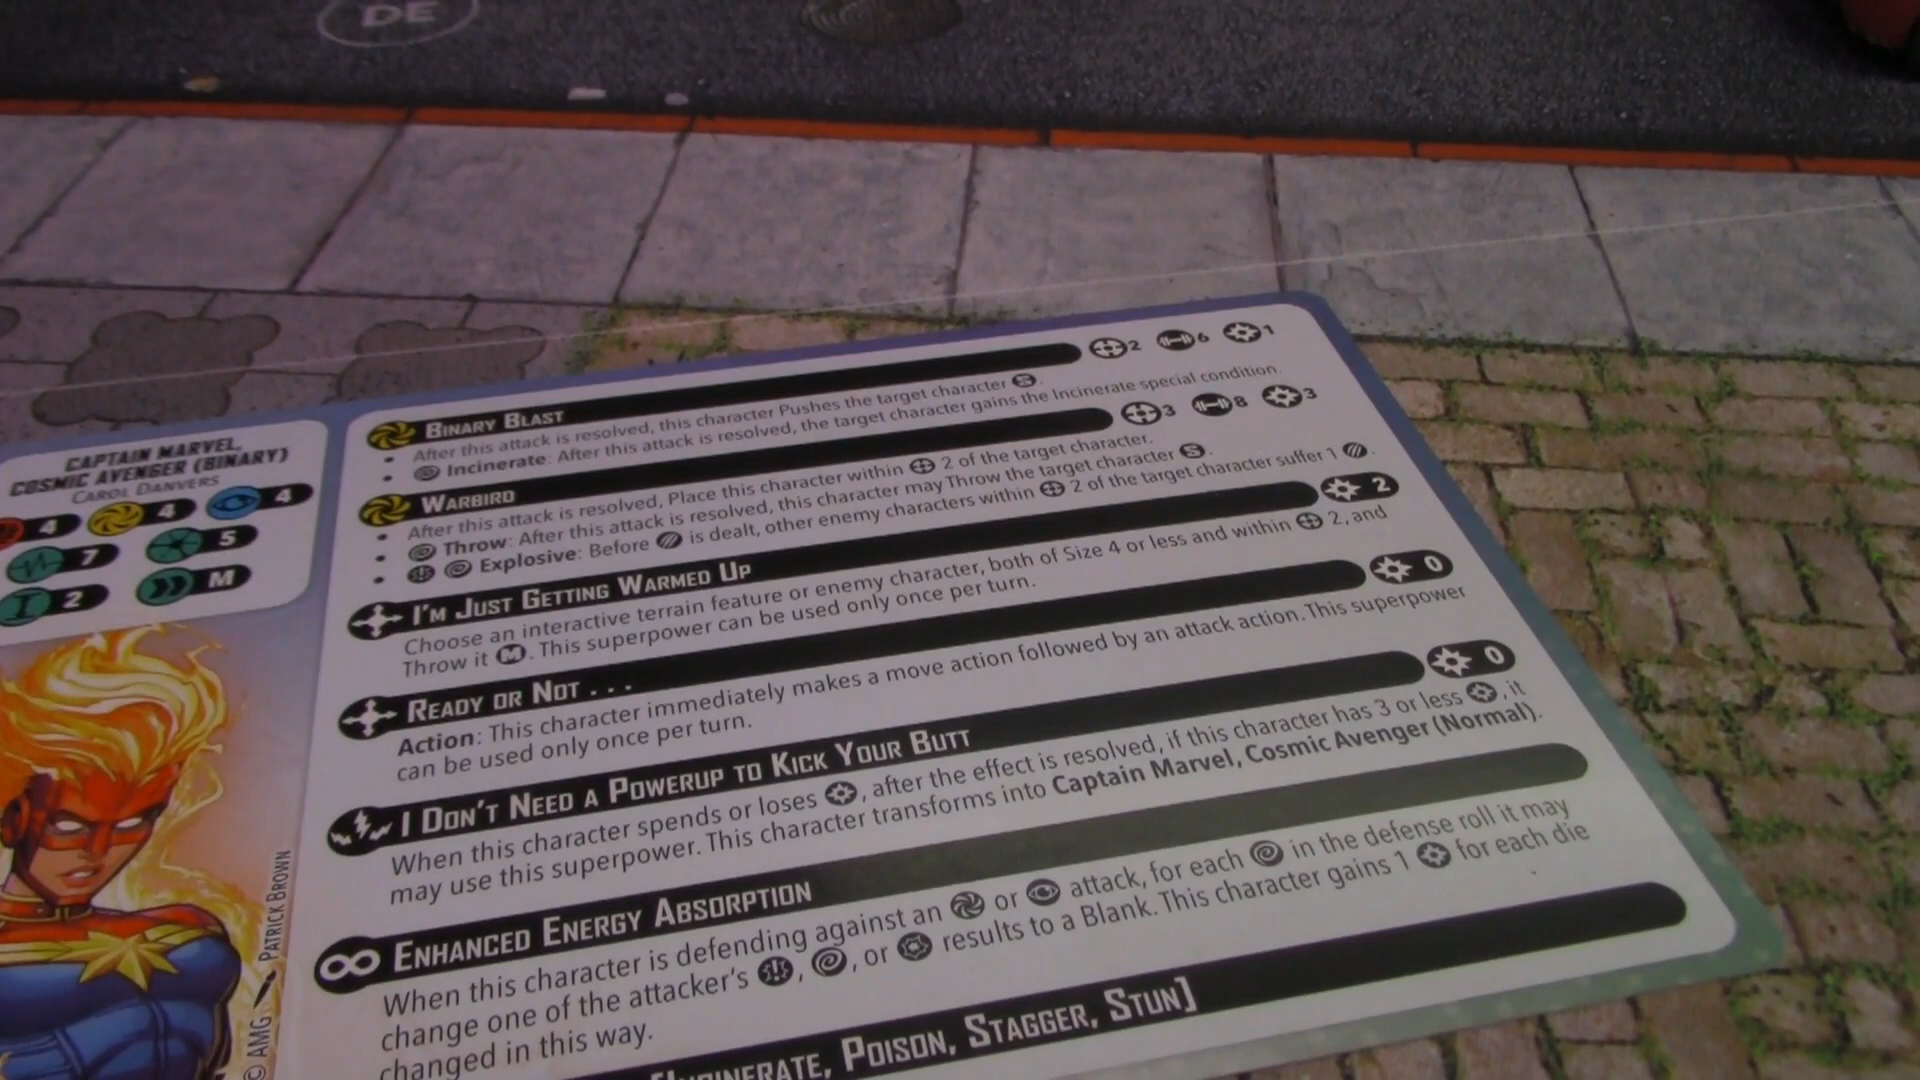 DE
CAPTAIN MARVEL,
COSMIC AVENGER (BINARY)
CAROL DANVERS
4 4 4
7 5
2 M
© AMG PATRICK BROWN
BINARY BLAST 2 6 1
• After this attack is resolved, this character Pushes the target character S.
• Incinerate: After this attack is resolved, the target character gains the Incinerate special condition.
WARBIRD 3 8 3
• After this attack is resolved, Place this character within 2 of the target character.
• Throw: After this attack is resolved, this character may Throw the target character S.
• Explosive: Before is dealt, other enemy characters within 2 of the target character suffer 1.
I'M JUST GETTING WARMED UP 2
Choose an interactive terrain feature or enemy character, both of Size 4 or less and within 2, and
Throw it M. This superpower can be used only once per turn.
READY OR NOT . . . 0
Action: This character immediately makes a move action followed by an attack action. This superpower
can be used only once per turn.
I DON'T NEED A POWERUP TO KICK YOUR BUTT 0
When this character spends or loses, after the effect is resolved, if this character has 3 or less, it
may use this superpower. This character transforms into Captain Marvel, Cosmic Avenger (Normal).
ENHANCED ENERGY ABSORPTION
When this character is defending against an or attack, for each in the defense roll it may
change one of the attacker's, , or results to a Blank. This character gains 1 for each die
changed in this way.
INCINERATE, POISON, STAGGER, STUN]